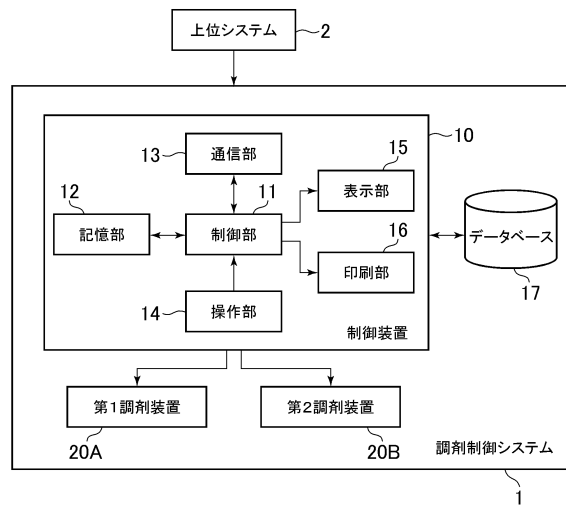 上位システム
2
10
13
通信部
15
表示部
12
記憶部
11
制御部
16
印刷部
データベース
17
14
操作部
制御装置
第1調剤装置
20A
第2調剤装置
20B
調剤制御システム
1